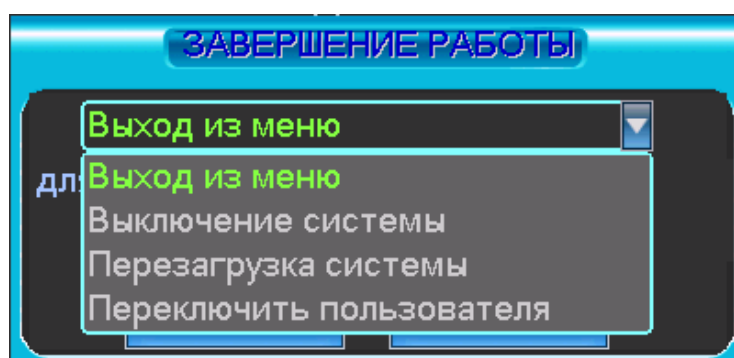 ЗАВЕРШЕНИЕ РАБОТЫ
Выход из меню
Выход из меню
Выключение системы
Перезагрузка системы
Переключить пользователя